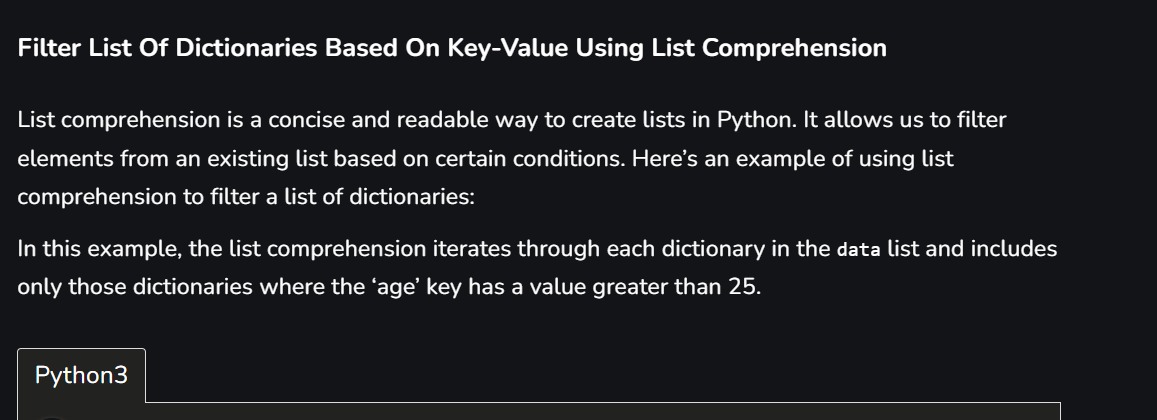 Filter List Of Dictionaries Based On Key-Value Using List Comprehension
List comprehension is a concise and readable way to create lists in Python. It allows us to filter
elements from an existing list based on certain conditions. Here’s an example of using list
comprehension to filter a list of dictionaries:
In this example, the list comprehension iterates through each dictionary in the data list and includes
only those dictionaries where the ‘age’ key has a value greater than 25.
Python3